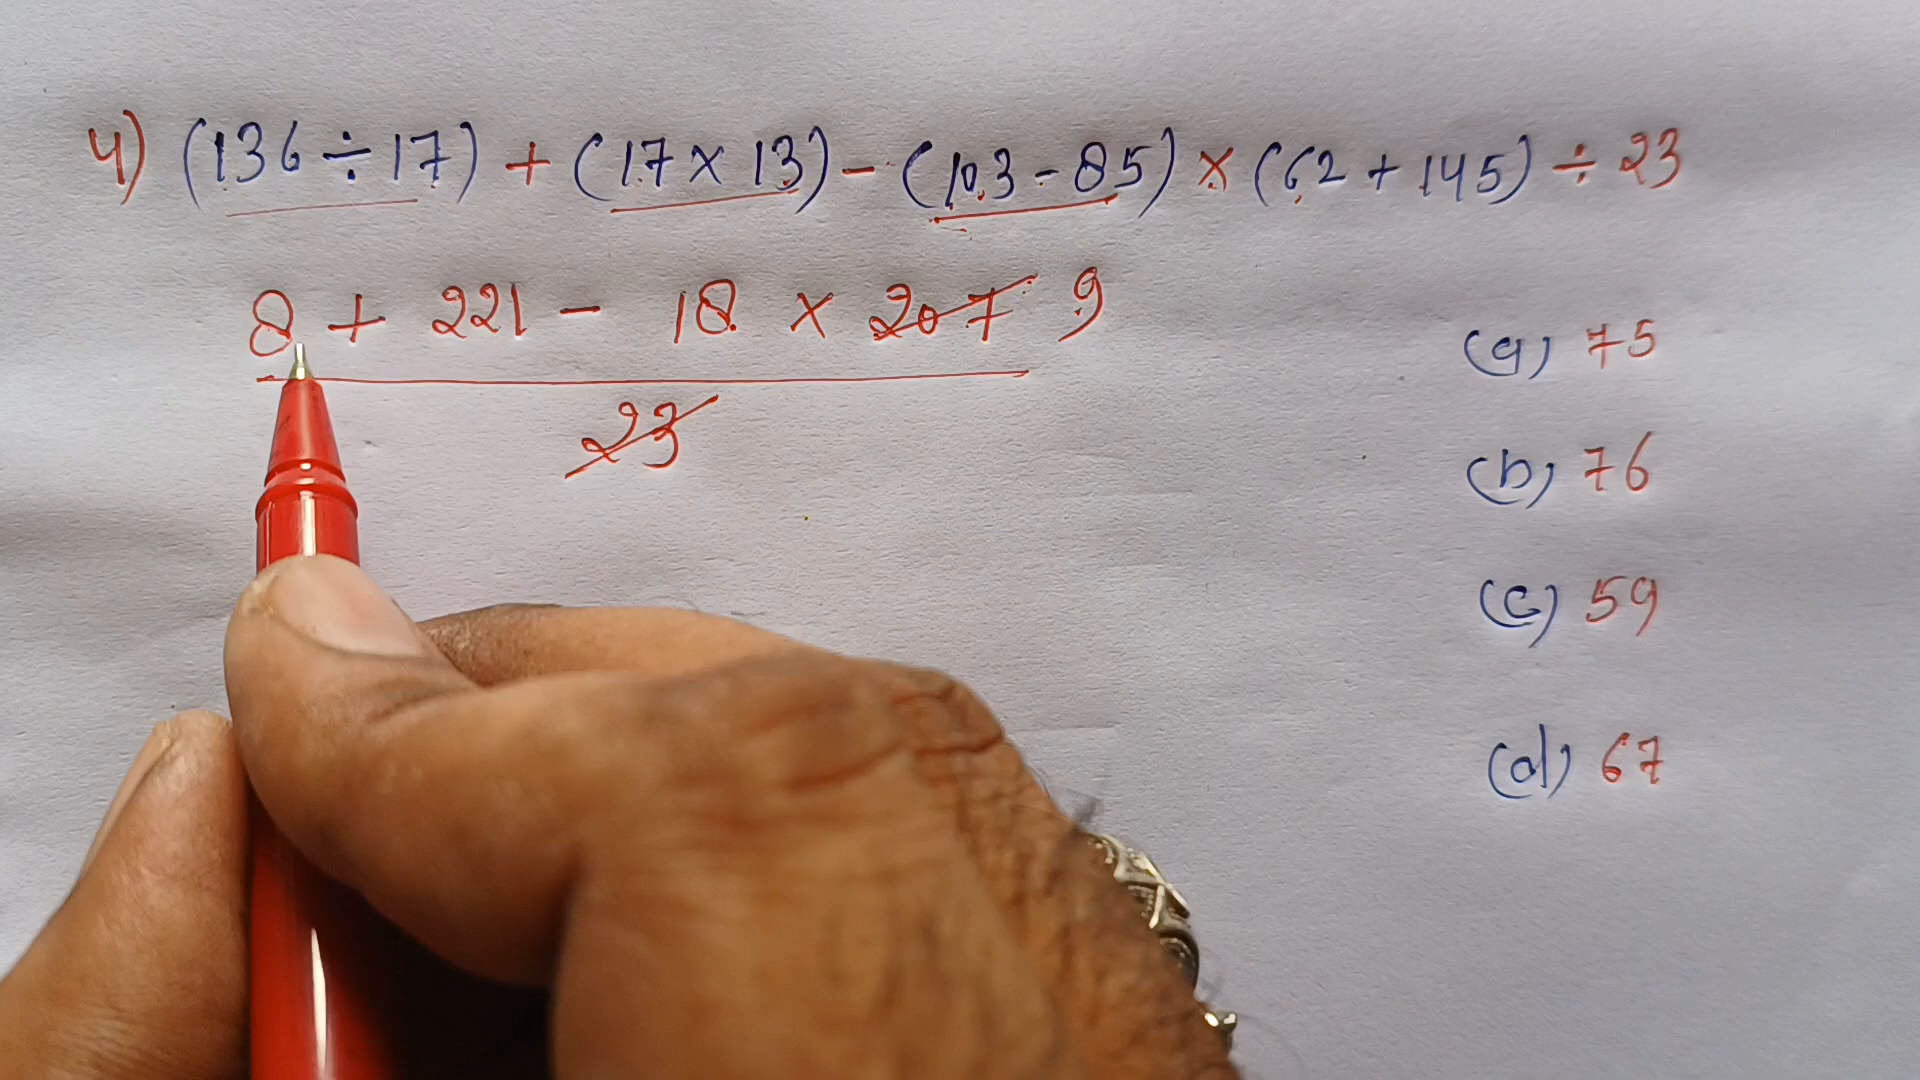 4) (136 ÷ 17) + (17 × 13) - (103 - 85) × (62 + 145) ÷ 23
8 + 221 - 18 × 207 9
23
(a) 75
(b) 76
(c) 59
(d) 67